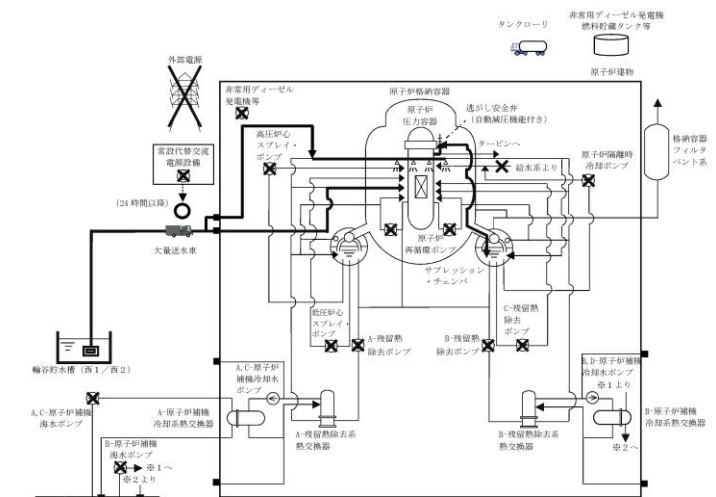 タンクローリ
非常用ディーゼル発電機
燃料貯蔵タンク等
外部電源
原子炉建物
非常用ディーゼル
発電機等
原子炉格納容器
原子炉
圧力容器
逃がし安全弁
(自動減圧機能付き)
高圧炉心
スプレイ・
ポンプ
タービンへ
給水系より
原子炉隔離時
冷却ポンプ
格納容器
フィルタ
ベント系
常設代替交流
電源設備
(24時間以降)
大量送水車
原子炉
再循環ポンプ
サプレッション
・チェンバ
低圧炉心
スプレイ・
ポンプ
A-残留熱
除去ポンプ
B-残留熱
除去ポンプ
C-残留熱
除去
ポンプ
輪谷貯水槽(西1/西2)
A,C-原子炉
補機冷却水
ポンプ
B,D-原子炉補機
冷却水ポンプ
※1より
A,C-原子炉補機
海水ポンプ
A-原子炉補機
冷却系熱交換器
A-残留熱除去系
熱交換器
B-残留熱除去系
熱交換器
B-原子炉補機
冷却系熱交換器
※2へ
B-原子炉補機
海水ポンプ
※1へ
※2より